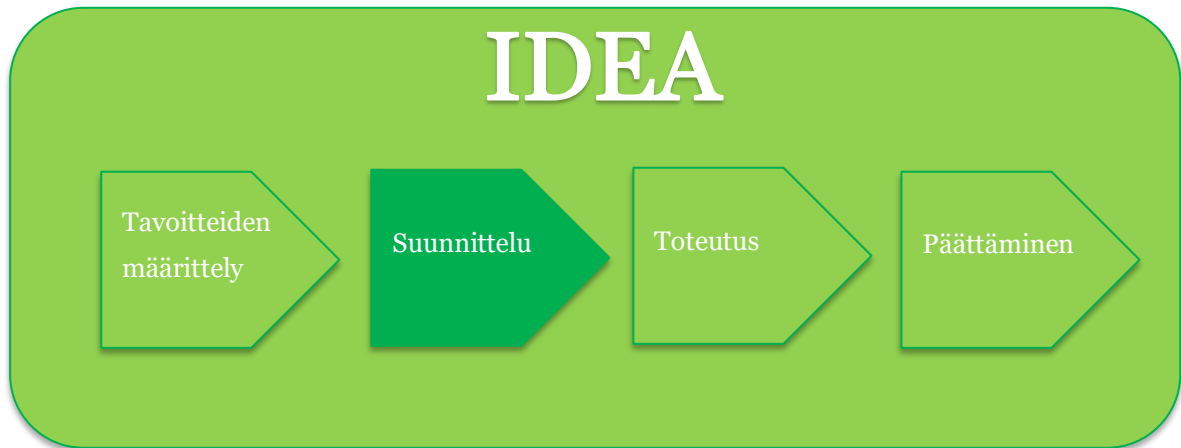 IDEA
Tavoitteiden
määrittely
Suunnittelu
Toteutus
Päättäminen